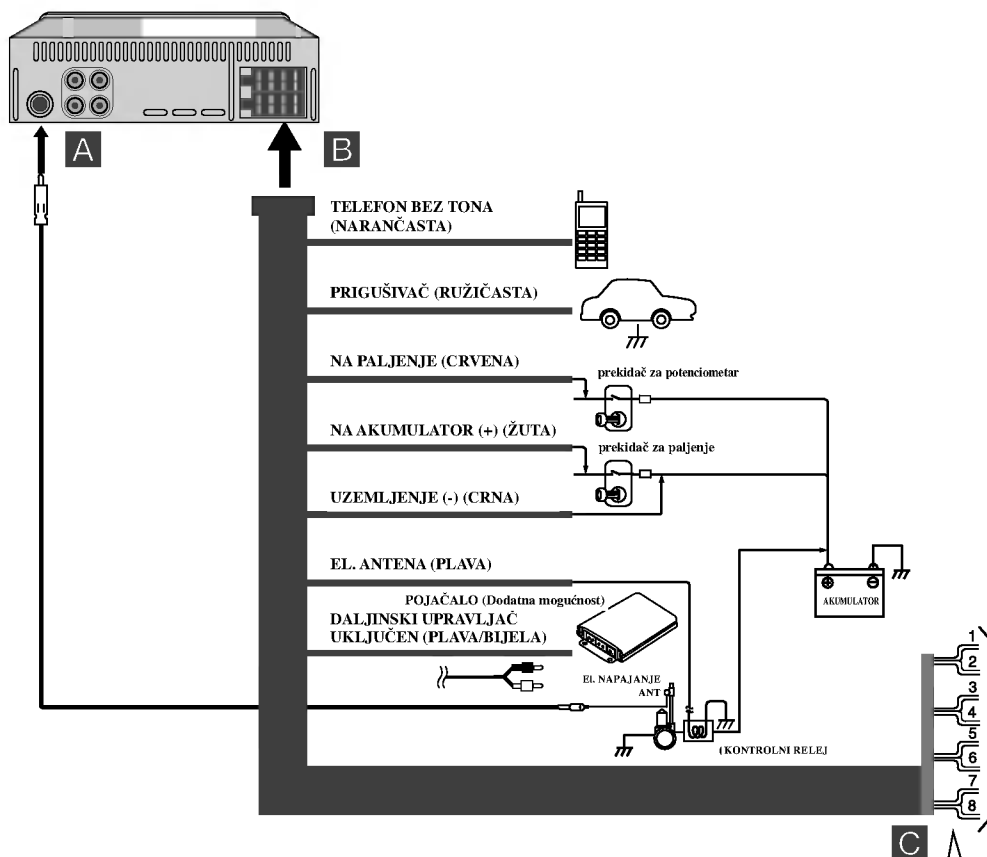 A
B
TELEFON BEZ TONA
(NARANČASTA)
PRIGUŠIVAČ (RUŽIČASTA)
NA PALJENJE (CRVENA)
prekidač za potenciometar
NA AKUMULATOR (+) (ŽUTA)
prekidač za paljenje
UZEMLJENJE (-) (CRNA)
EL. ANTENA (PLAVA)
AKUMULATOR
POJAČALO (Dodatna mogućnost)
DALJINSKI UPRAVLJAČ
UKLJUČEN (PLAVA/BIJELA)
El. NAPAJANJE
ANT
(KONTROLNI RELEJ
1
2
3
4
5
6
7
8
C